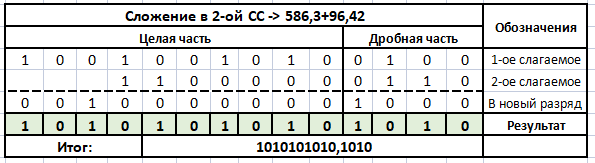 Сложение в 2-ой СС -> 586,3+96,42 Обозначения
Целая часть Дробная часть
1 0 0 1 0 0 1 0 1 0 0 1 0 0 1-ое слагаемое
1 1 0 0 0 0 0 0 1 1 0 2-ое слагаемое
0 0 1 0 0 0 0 0 0 0 1 0 0 0 В новый разряд
1 0 1 0 1 0 1 0 1 0 1 0 1 0 Результат
Итог: 1010101010,1010